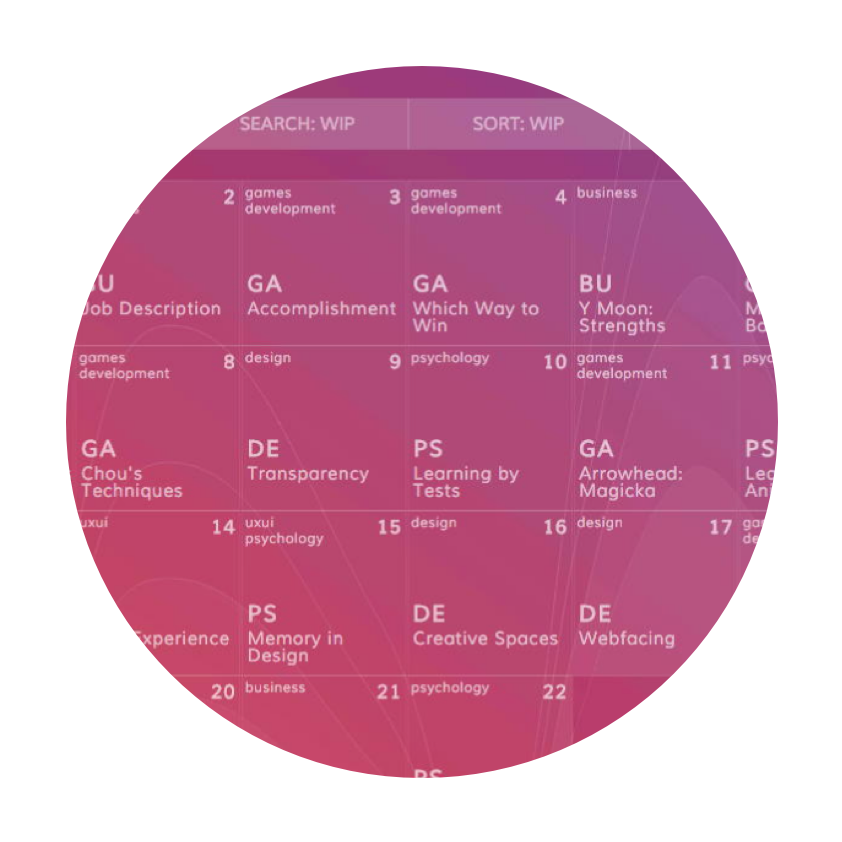 SEARCH: WIP
SORT: WIP
2
games
development
3
games
development
4
business
Job Description
GA
Accomplishment
GA
Which Way to
Win
BU
Y Moon:
Strengths
games
development
8
design
9
psychology
10
games
development
11
GA
Chou's
Techniques
DE
Transparency
PS
Learning by
Tests
GA
Arrowhead:
Magicka
PS
uxui
14
uxui
psychology
15
design
16
design
17
Experience
PS
Memory in
Design
DE
Creative Spaces
DE
Webfacing
20
business
21
psychology
22
PS